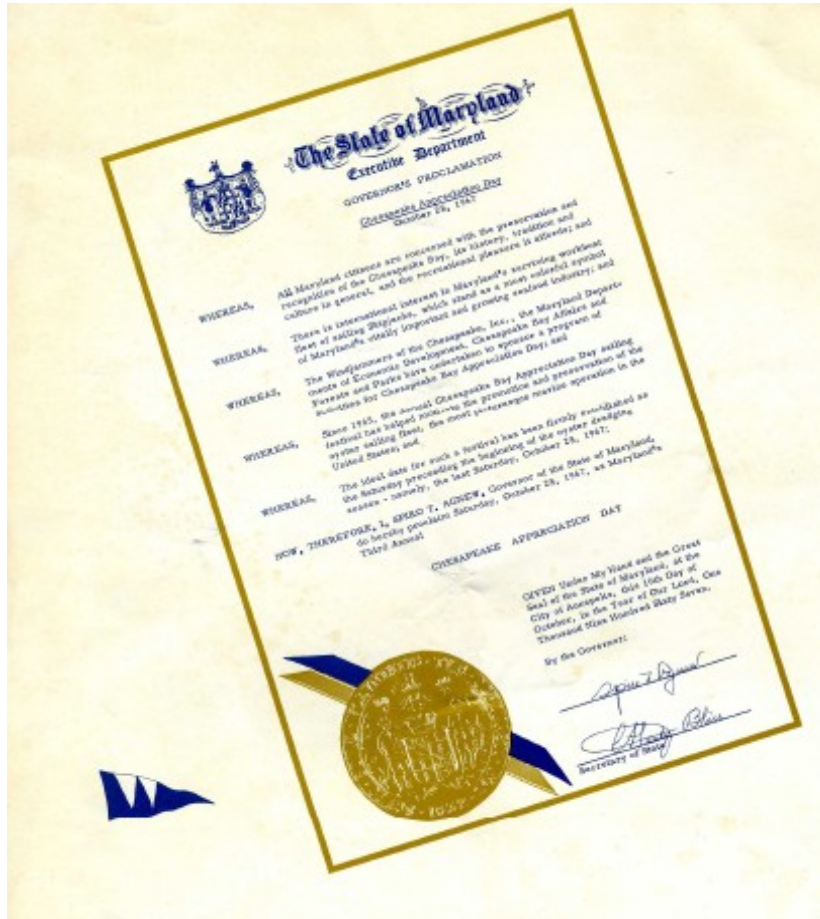 The State of Maryland
Executive Department
GOVERNOR'S PROCLAMATION
Chesapeake Appreciation Day
October 28, 1967
WHEREAS, All Maryland citizens are concerned with the preservation and
recognition of the Chesapeake Bay, its history, tradition and
culture in general, and the recreational pleasure it affords; and
WHEREAS, There is international interest in Maryland's surviving workboat
fleet of sailing Skipjacks, which stand as a most colorful symbol
of Maryland's vitally important and growing seafood industry; and
WHEREAS, The Windjammers of the Chesapeake, Inc., the Maryland Depart-
ments of Economic Development, Chesapeake Bay Affairs and
Forests and Parks have undertaken to sponsor a program of
activities for Chesapeake Bay Appreciation Day; and
WHEREAS, Since 1965, the annual Chesapeake Bay Appreciation Day sailing
festival has helped the promotion and preservation of the
oyster sailing fleet, the most picturesque marine operation in the
United States; and
WHEREAS, The ideal date for such a festival has been firmly established as
the Saturday preceding the beginning of the oyster dredging
season - namely, the last Saturday, October 28, 1967;
NOW, THEREFORE, I, SPIRO T. AGNEW, Governor of the State of Maryland,
do hereby proclaim Saturday, October 28, 1967, as Maryland's
Third Annual
CHESAPEAKE APPRECIATION DAY
GIVEN Under My Hand and the Great
Seal of the State of Maryland, at the
City of Annapolis, this Day of
October, in the Year of Our Lord, One
Thousand Nine Hundred Sixty Seven.
By the Governor:
Secretary of State